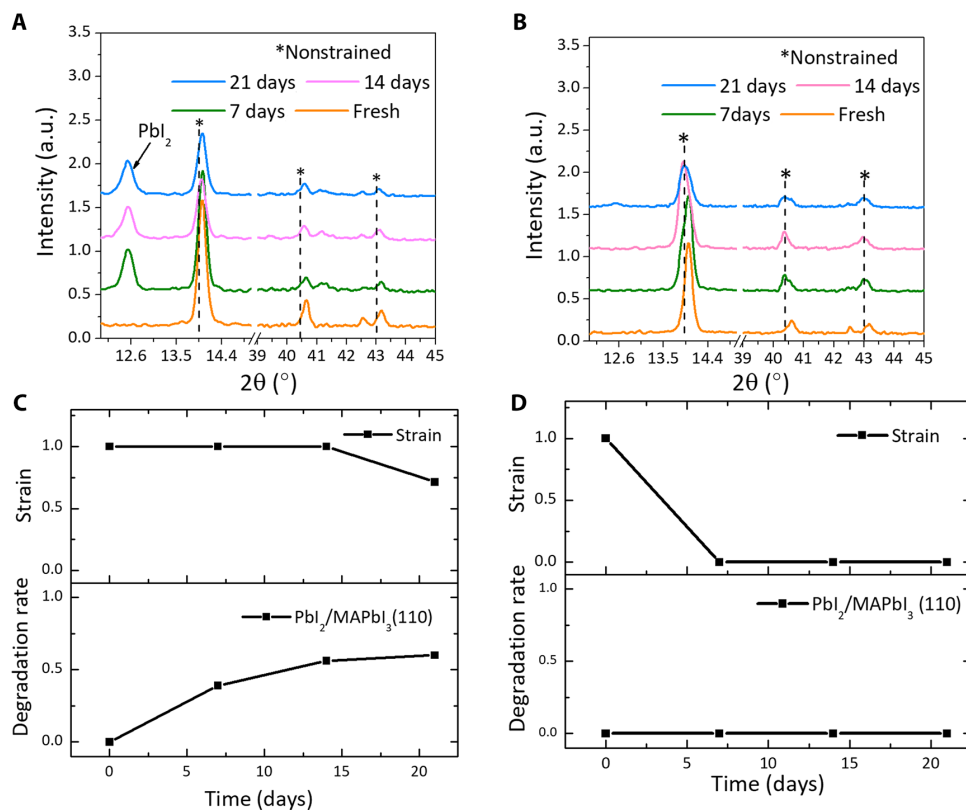 A
*Nonstrained
21 days
14 days
7 days
Fresh
PbI2
*
*
*
Intensity (a.u.)
3.5
3.0
2.5
2.0
1.5
1.0
0.5
0.0
12.6 13.5 14.4 39 40 41 42 43 44 45
2θ (°)
B
*Nonstrained
21 days
14 days
7days
Fresh
*
*
*
Intensity (a.u.)
3.5
3.0
2.5
2.0
1.5
1.0
0.5
0.0
12.6 13.5 14.4 39 40 41 42 43 44 45
2θ (°)
C
Strain
Strain
1.0
0.5
0.0
PbI2/MAPbI3(110)
Degradation rate
1.0
0.5
0.0
0 5 10 15 20
Time (days)
D
Strain
Strain
1.0
0.5
0.0
PbI2/MAPbI3 (110)
Degradation rate
1.0
0.5
0.0
0 5 10 15 20
Time (days)